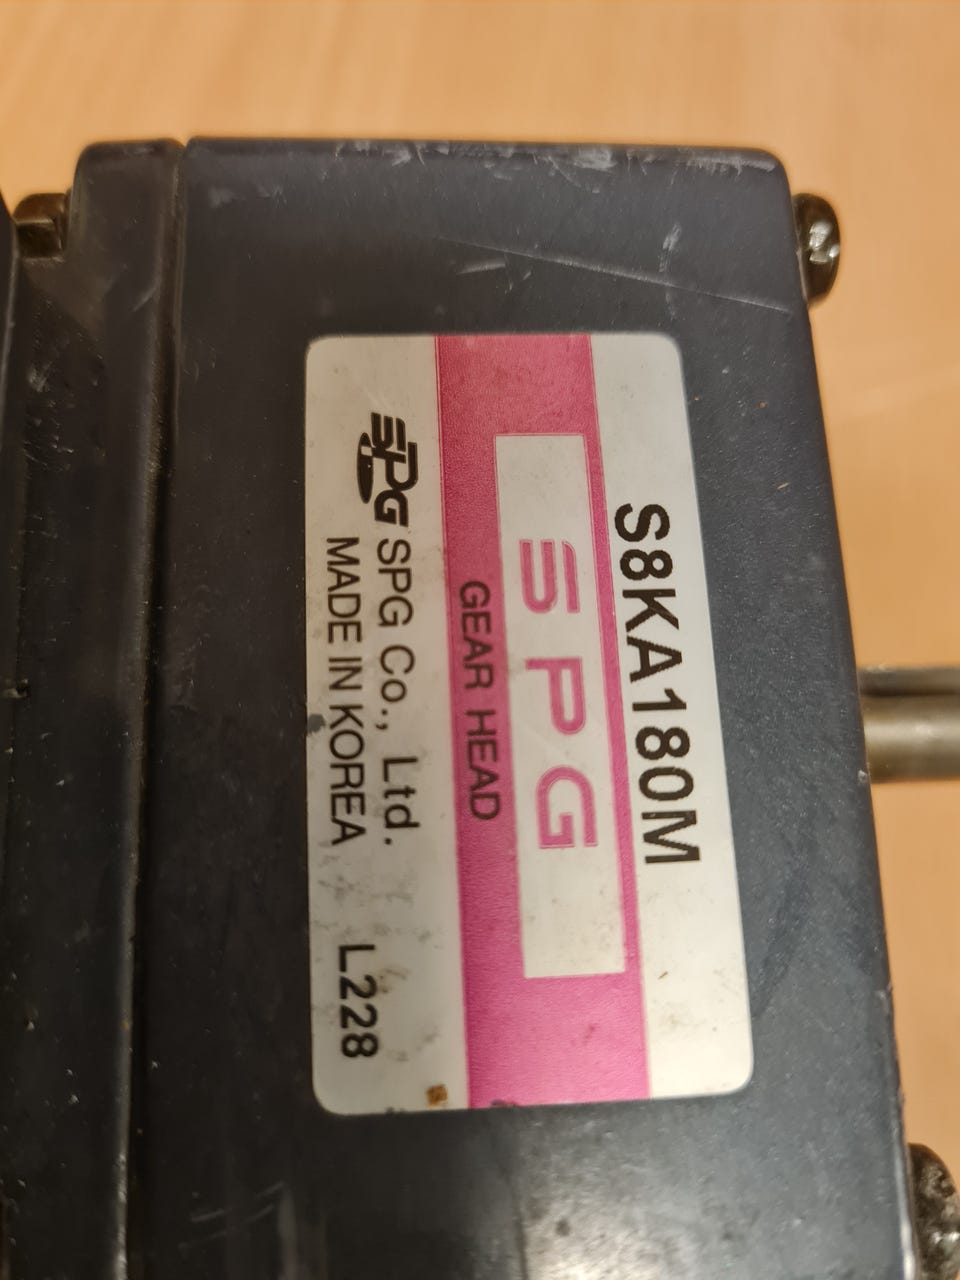 S8KA180M
SPG
GEAR HEAD
SPG SPG Co., Ltd.
MADE IN KOREA L228